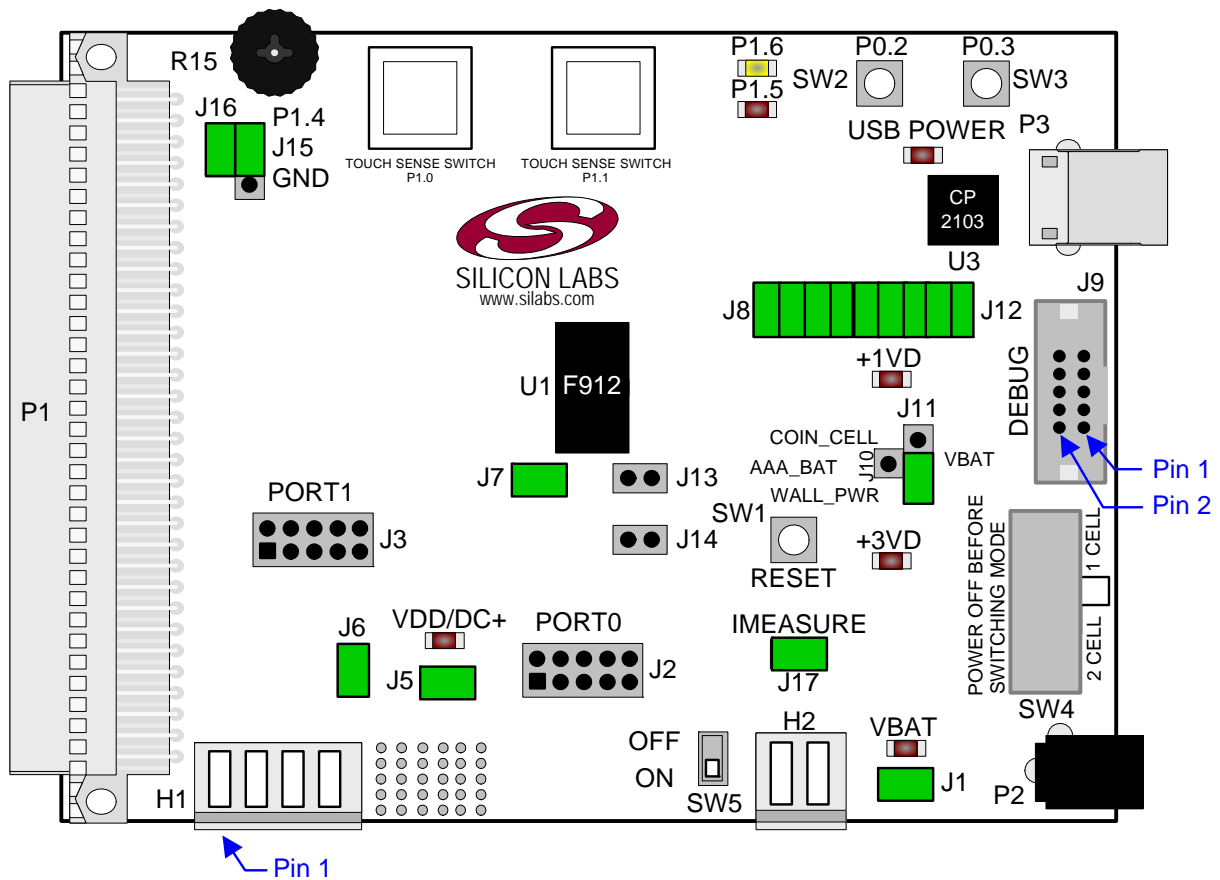 R15
P1.6
P0.2
P0.3
SW2
SW3
P1.5
J16
P1.4
J15
GND
USB POWER
P3
TOUCH SENSE SWITCH
P1.0
TOUCH SENSE SWITCH
P1.1
CP
2103
U3
SILICON LABS
www.silabs.com
J8
J12
J9
DEBUG
+1VD
U1
F912
P1
J11
COIN_CELL
J10
AAA_BAT
VBAT
WALL_PWR
Pin 1
Pin 2
J7
J13
PORT1
J3
SW1
J14
RESET
+3VD
POWER OFF BEFORE
SWITCHING MODE
1 CELL
2 CELL
SW4
J6
VDD/DC+
J5
PORT0
J2
IMEASURE
J17
H2
OFF
ON
SW5
VBAT
J1
P2
H1
Pin 1